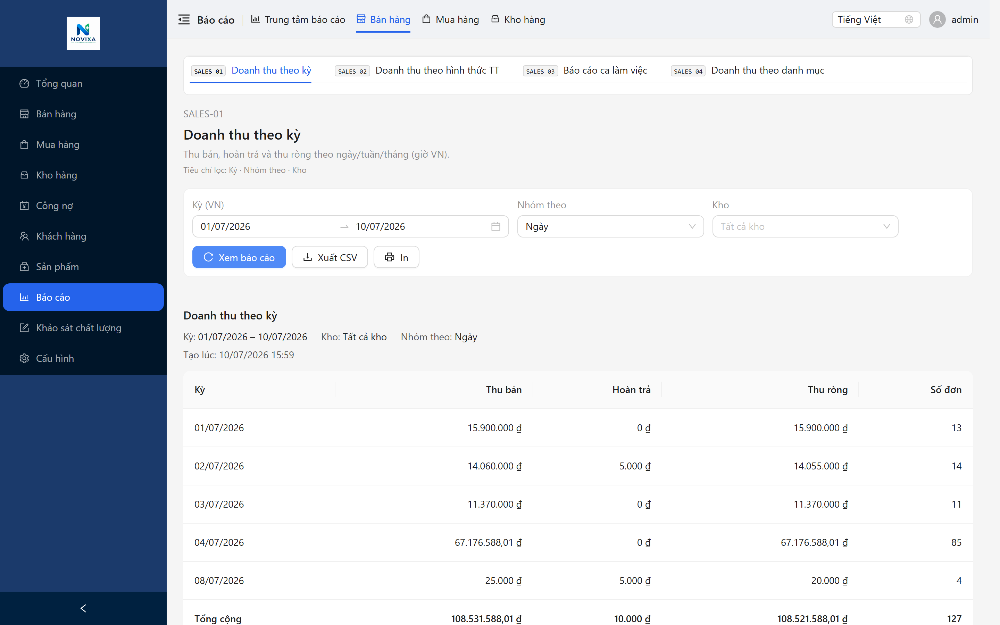 NOVIXA
Báo cáo
Trung tâm báo cáo
Bán hàng
Mua hàng
Kho hàng
Tiếng Việt
admin
Tổng quan
Bán hàng
Mua hàng
Kho hàng
Công nợ
Khách hàng
Sản phẩm
Báo cáo
Khảo sát chất lượng
Cấu hình
SALES-01 Doanh thu theo kỳ
SALES-02 Doanh thu theo hình thức TT
SALES-03 Báo cáo ca làm việc
SALES-04 Doanh thu theo danh mục
SALES-01
Doanh thu theo kỳ
Thu bán, hoàn trả và thu ròng theo ngày/tuần/tháng (giờ VN).
Tiêu chí lọc: Kỳ · Nhóm theo · Kho
Kỳ (VN) Nhóm theo Kho
01/07/2026 10/07/2026 Ngày Tất cả kho
Xem báo cáo Xuất CSV In
Doanh thu theo kỳ
Kỳ: 01/07/2026 – 10/07/2026 Kho: Tất cả kho Nhóm theo: Ngày
Tạo lúc: 10/07/2026 15:59
Kỳ Thu bán Hoàn trả Thu ròng Số đơn
01/07/2026 15.900.000 ₫ 0 ₫ 15.900.000 ₫ 13
02/07/2026 14.060.000 ₫ 5.000 ₫ 14.055.000 ₫ 14
03/07/2026 11.370.000 ₫ 0 ₫ 11.370.000 ₫ 11
04/07/2026 67.176.588,01 ₫ 0 ₫ 67.176.588,01 ₫ 85
08/07/2026 25.000 ₫ 5.000 ₫ 20.000 ₫ 4
Tổng cộng 108.531.588,01 ₫ 10.000 ₫ 108.521.588,01 ₫ 127